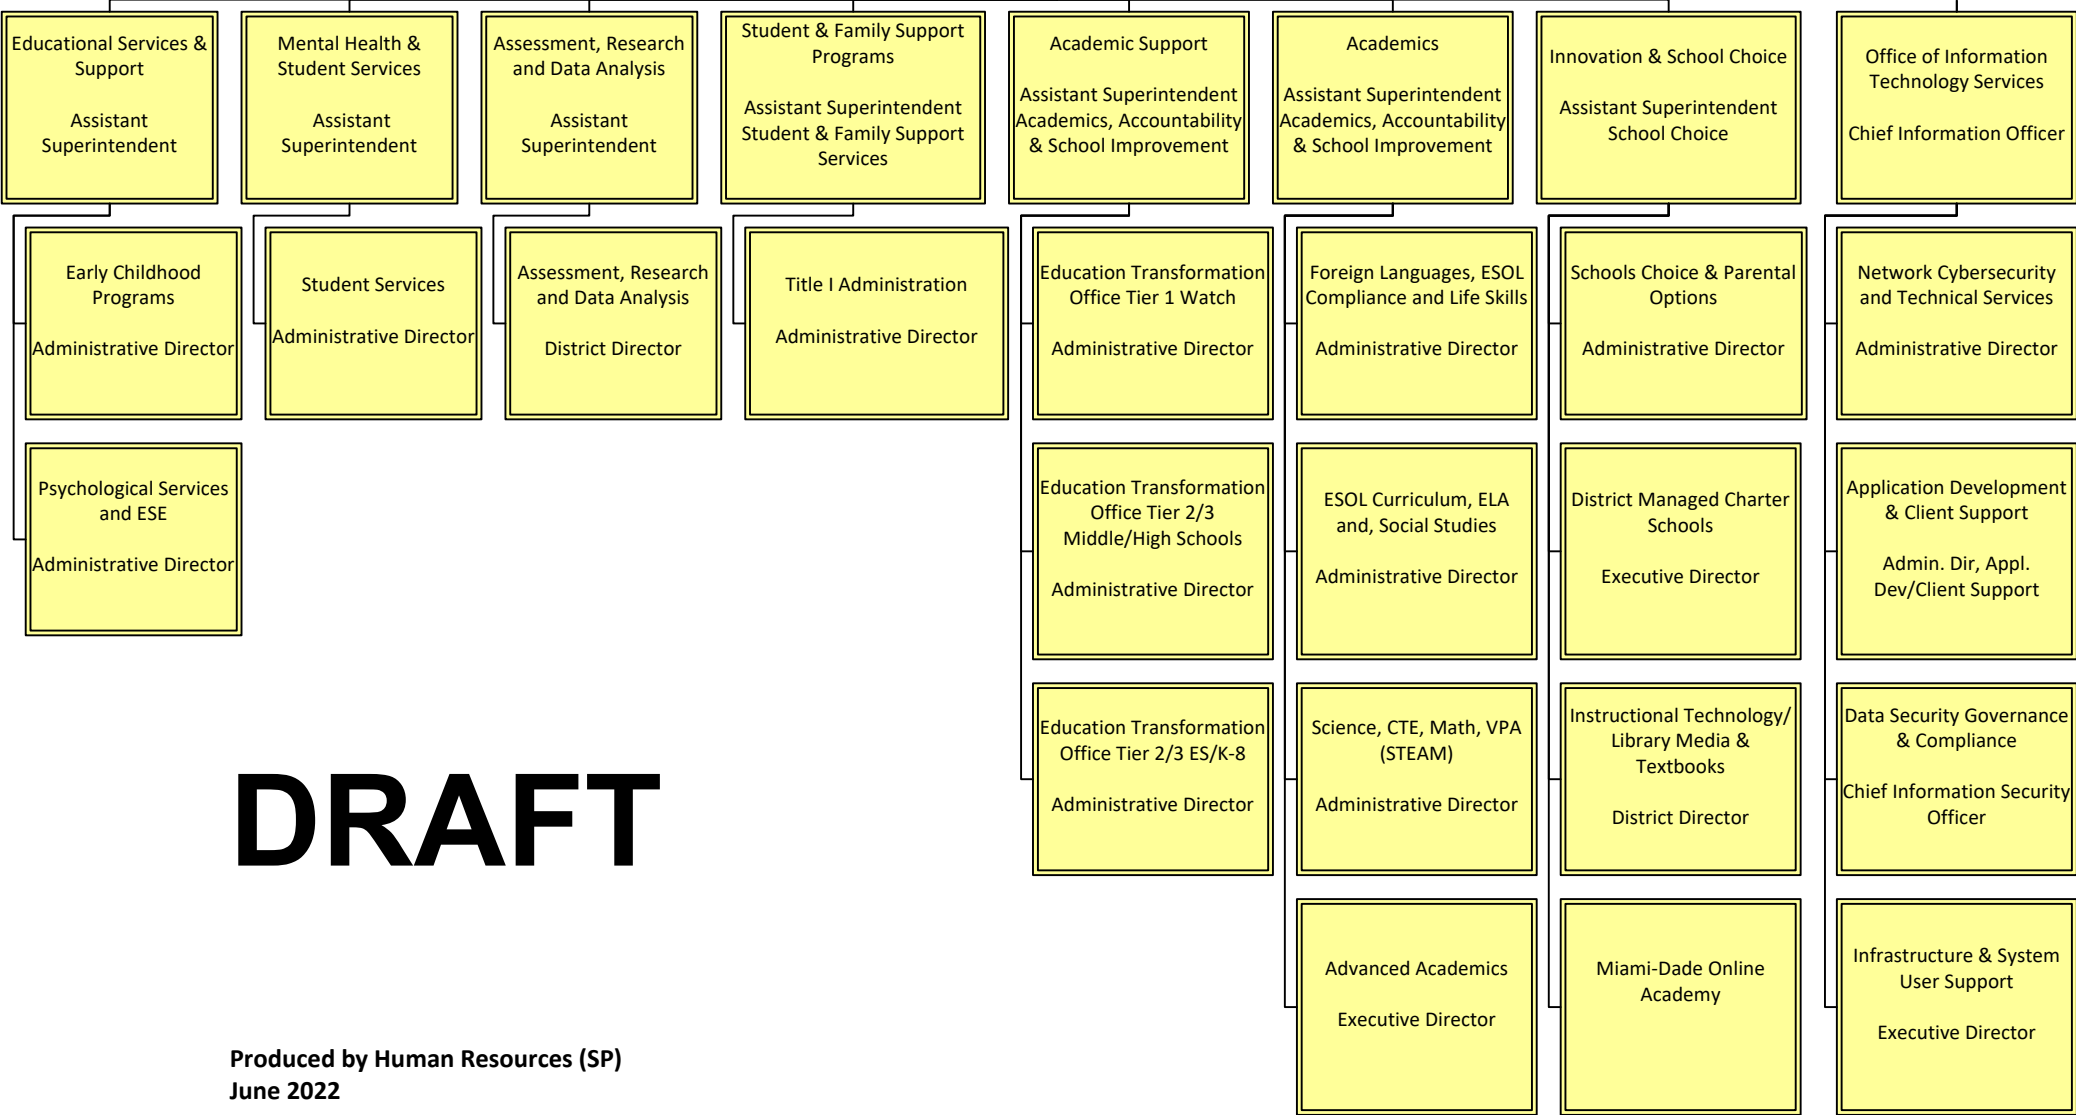 Educational Services &
Support
Assistant
Superintendent
Mental Health &
Student Services
Assistant
Superintendent
Assessment, Research
and Data Analysis
Assistant
Superintendent
Student & Family Support
Programs
Assistant Superintendent
Student & Family Support
Services
Academic Support
Assistant Superintendent
Academics, Accountability
& School Improvement
Academics
Assistant Superintendent
Academics, Accountability
& School Improvement
Innovation & School Choice
Assistant Superintendent
School Choice
Office of Information
Technology Services
Chief Information Officer
Early Childhood
Programs
Administrative Director
Student Services
Administrative Director
Assessment, Research
and Data Analysis
District Director
Title I Administration
Administrative Director
Education Transformation
Office Tier 1 Watch
Administrative Director
Foreign Languages, ESOL
Compliance and Life Skills
Administrative Director
Schools Choice & Parental
Options
Administrative Director
Network Cybersecurity
and Technical Services
Administrative Director
Psychological Services
and ESE
Administrative Director
Education Transformation
Office Tier 2/3
Middle/High Schools
Administrative Director
ESOL Curriculum, ELA
and, Social Studies
Administrative Director
District Managed Charter
Schools
Executive Director
Application Development
& Client Support
Admin. Dir, Appl.
Dev/Client Support
Education Transformation
Office Tier 2/3 ES/K-8
Administrative Director
Science, CTE, Math, VPA
(STEAM)
Administrative Director
Instructional Technology/
Library Media &
Textbooks
District Director
Data Security Governance
& Compliance
Chief Information Security
Officer
DRAFT
Advanced Academics
Executive Director
Miami-Dade Online
Academy
Infrastructure & System
User Support
Executive Director
Produced by Human Resources (SP)
June 2022